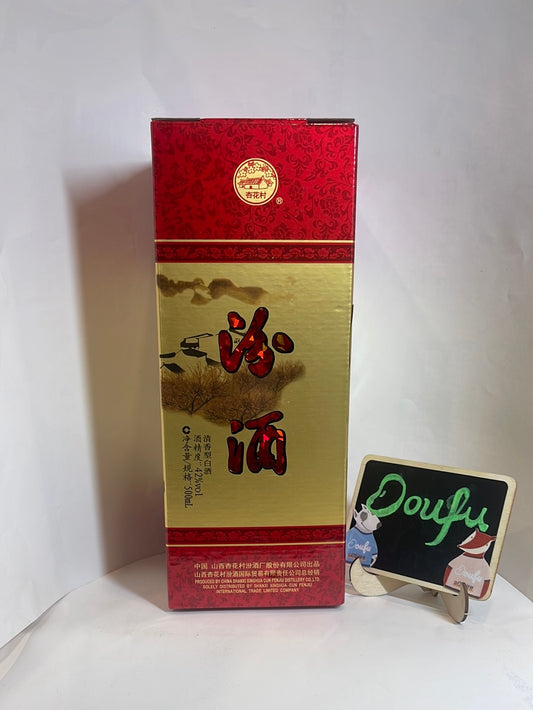 杏花村
®
汾酒
清香型白酒
酒精度：42%vol
净含量/规格：500mL
中国 山西杏花村汾酒厂股份有限公司出品
山西杏花村汾酒国际贸易有限责任公司总经销
PRODUCED BY CHINA SHANXI XINGHUA CUN FENJIU DISTILLERY CO.,LTD.
SOLELY DISTRIBUTED BY SHANXI XINGHUA CUN FENJIU
INTERNATIONAL TRADE LIMITED COMPANY
Doufu
Doufu